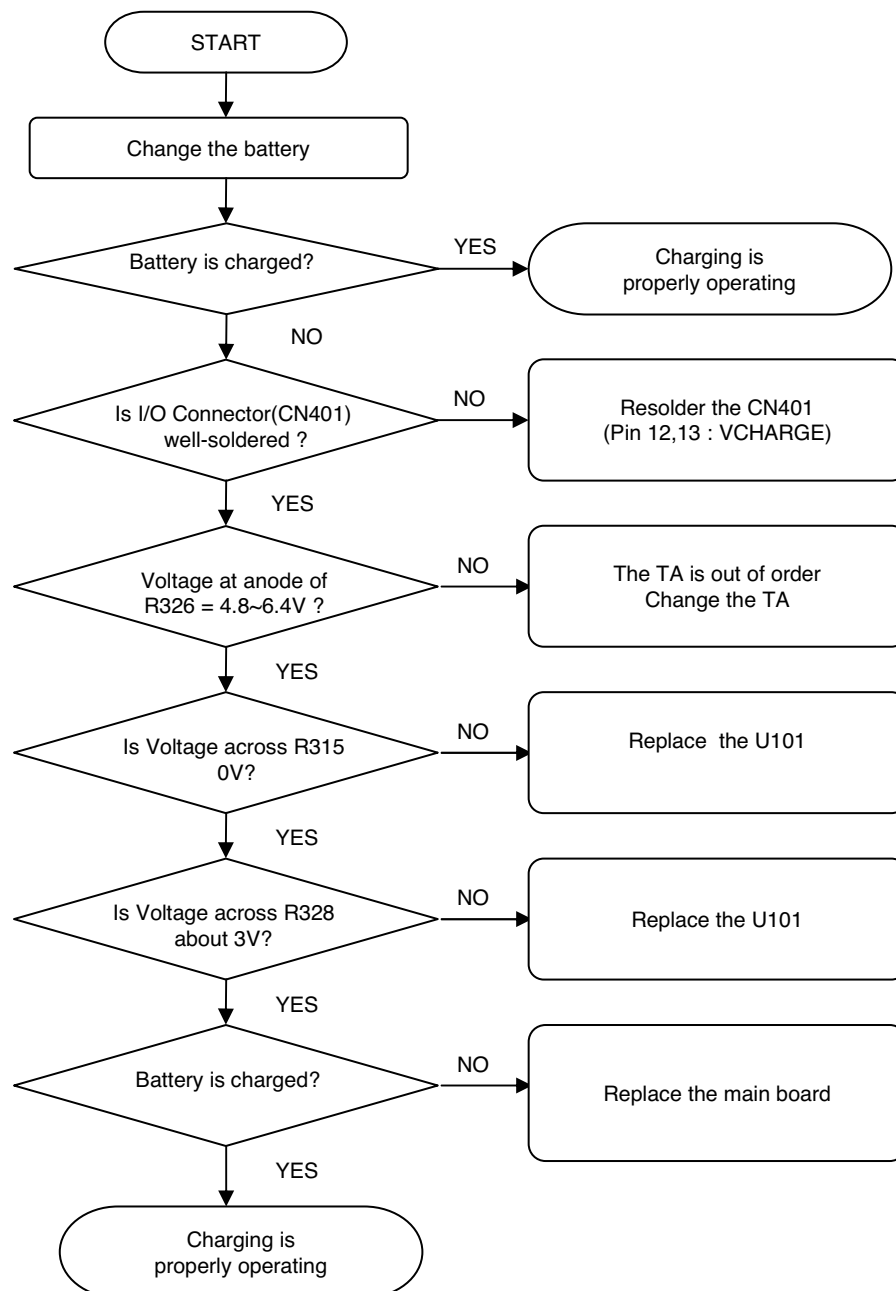 START
Change the battery
Battery is charged?
YES
Charging is
properly operating
NO
Is I/O Connector(CN401)
well-soldered ?
NO
Resolder the CN401
(Pin 12,13 : VCHARGE)
YES
Voltage at anode of
R326 = 4.8~6.4V ?
NO
The TA is out of order
Change the TA
YES
Is Voltage across R315
0V?
NO
Replace the U101
YES
Is Voltage across R328
about 3V?
NO
Replace the U101
YES
Battery is charged?
NO
Replace the main board
YES
Charging is
properly operating